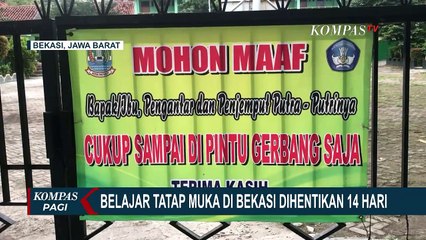 BEKASI, JAWA BARAT
KOMPAS TV
MOHON MAAF
Bapak/Ibu, Pengantar dan Penjemput Putra - Putrinya
CUKUP SAMPAI DI PINTU GERBANG SAJA
TERIMA KASIH
KOMPAS
PAGI
BELAJAR TATAP MUKA DI BEKASI DIHENTIKAN 14 HARI